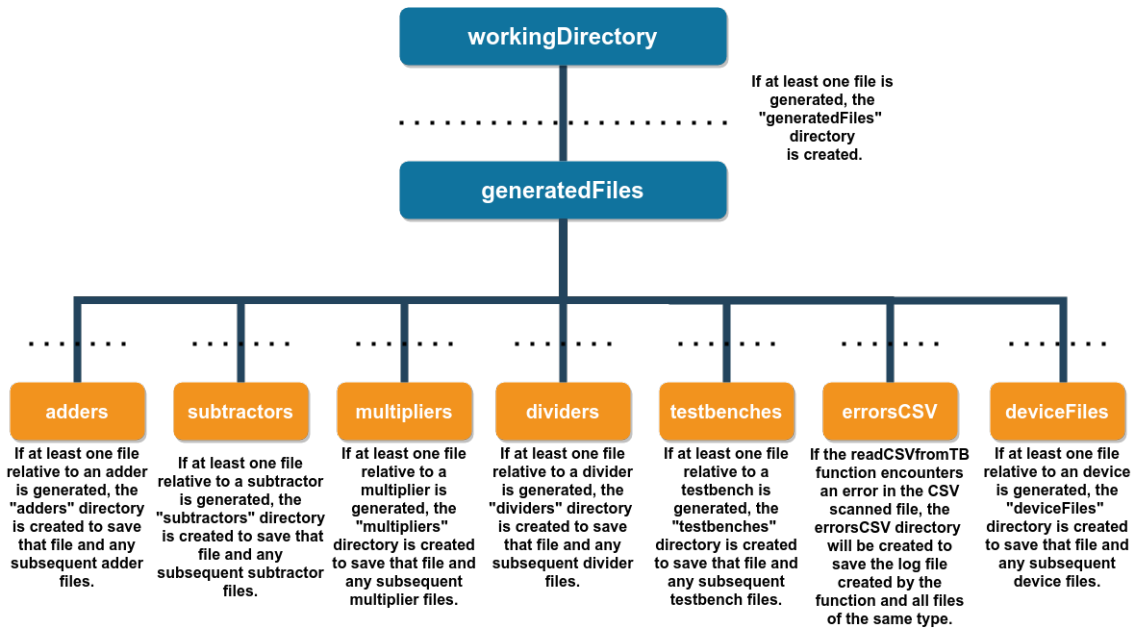 workingDirectory
If at least one file is
generated, the
"generatedFiles"
directory
is created.
generatedFiles
adders
subtractors
multipliers
dividers
testbenches
errorsCSV
deviceFiles
If at least one file
relative to an adder
is generated, the
"adders" directory
is created to save
that file and any
subsequent adder
files.
If at least one file
relative to a subtractor
is generated, the
"subtractors" directory
is created to save that
file and any
subsequent subtractor
files.
If at least one file
relative to a
multiplier is
generated, the
"multipliers"
directory is created
to save that file and
any subsequent
multiplier files.
If at least one file
relative to a divider
is generated, the
"dividers" directory
is created to save
that file and any
subsequent divider
files.
If at least one file
relative to a
testbench is
generated, the
"testbenches"
directory is created
to save that file and
any subsequent
testbench files.
If the readCSVfromTB
function encounters
an error in the CSV
scanned file, the
errorsCSV directory
will be created to
save the log file
created by the
function and all files
of the same type.
If at least one file
relative to an device
is generated, the
"deviceFiles"
directory is created
to save that file and
any subsequent
device files.